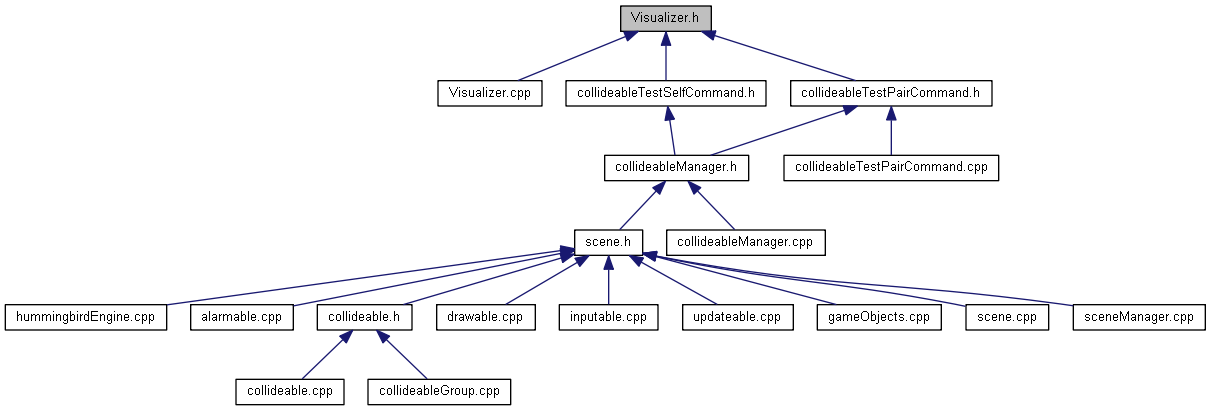 Visualizer.h
Visualizer.cpp
collideableTestSelfCommand.h
collideableTestPairCommand.h
collideableManager.h
collideableTestPairCommand.cpp
scene.h
collideableManager.cpp
hummingbirdEngine.cpp
alarmable.cpp
collideable.h
drawable.cpp
inputable.cpp
updateable.cpp
gameObjects.cpp
scene.cpp
sceneManager.cpp
collideable.cpp
collideableGroup.cpp